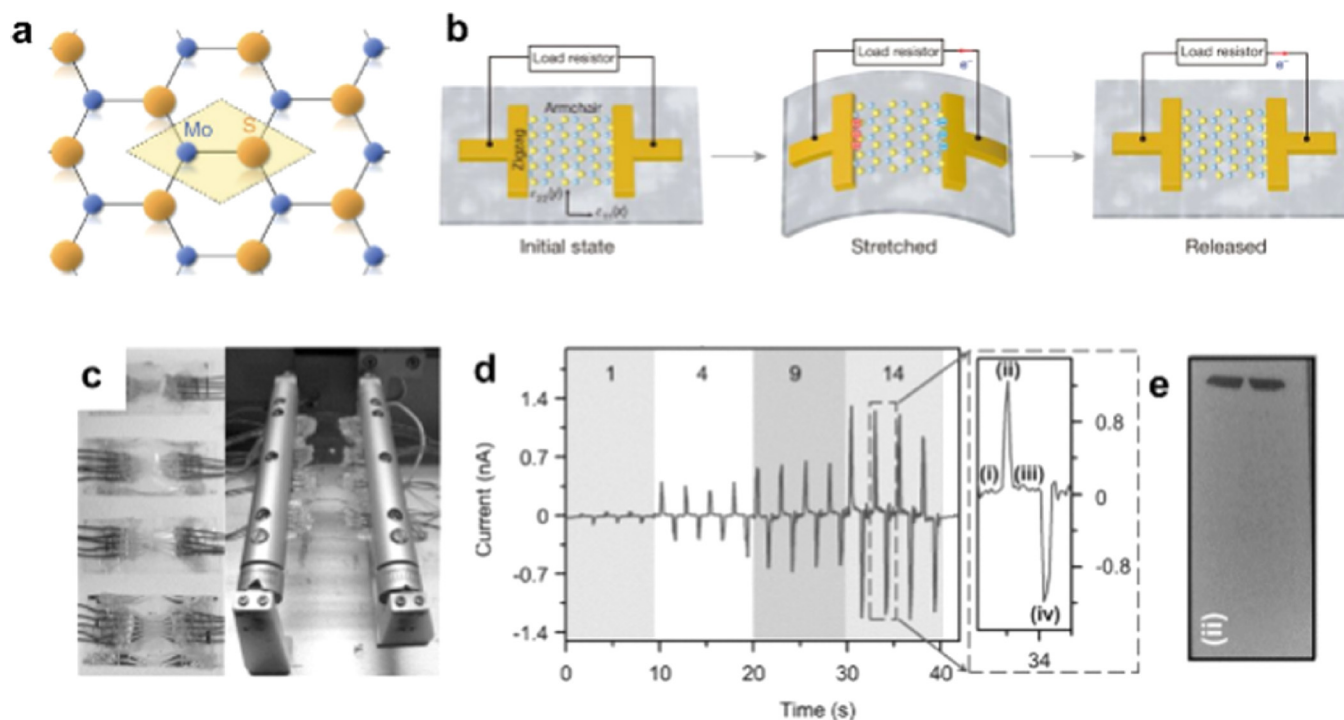 a
Mo
S
b
Load resistor
Armchair
Zigzag
Initial state
Load resistor
e⁻
Stretched
Load resistor
e⁻
Released
c
d
Current (nA)
1.4
0.7
0
-0.7
-1.4
1 4 9 14
0 10 20 30 40
Time (s)
(i)
(ii)
(iii)
(iv)
0.8
0
-0.8
34
e
(ii)